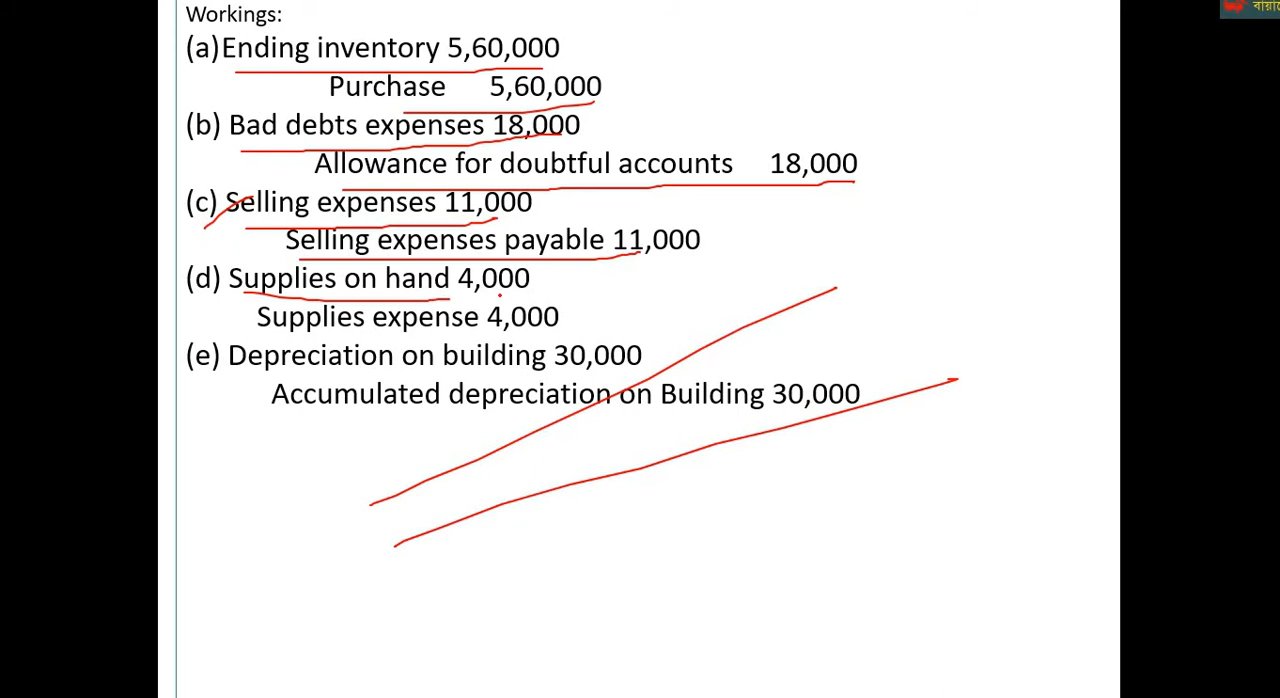 Workings:
(a)Ending inventory 5,60,000
Purchase 5,60,000
(b) Bad debts expenses 18,000
Allowance for doubtful accounts 18,000
(c) Selling expenses 11,000
Selling expenses payable 11,000
(d) Supplies on hand 4,000
Supplies expense 4,000
(e) Depreciation on building 30,000
Accumulated depreciation on Building 30,000